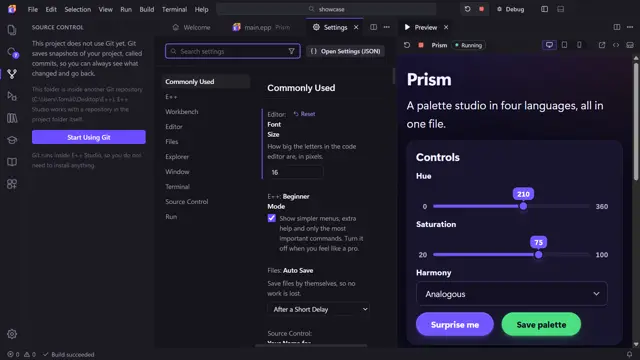 File Edit Selection View Run Build Terminal Help
showcase
Debug
SOURCE CONTROL
This project does not use Git yet. Git
saves snapshots of your project, called
commits, so you can always see what
changed and go back.
This folder is inside another Git repository
(C:\Users\Tomáš\Desktop\E++). E++
Studio works with a repository in the
project folder itself.
Start Using Git
Git runs inside E++ Studio, so you do not
need to install anything.
Welcome
main.epp Prism
Settings
Search settings
Open Settings (JSON)
Commonly Used
E++
Workbench
Editor
Files
Explorer
Window
Terminal
Source Control
Run
Commonly Used
Editor: Reset
Font
Size
How big the letters in the code
editor are, in pixels.
16
E++: Beginner
Mode
Show simpler menus, extra
help and only the most
important commands. Turn it
off when you feel like a pro.
Files: Auto Save
Save files by themselves, so no
work is lost.
After a Short Delay
Source Control:
Your Name for
Preview
Prism Running
Prism
A palette studio in four languages, all in
one file.
Controls
Hue
210
0 360
Saturation
75
20 100
Harmony
Analogous
Surprise me Save palette
0 0 Build succeeded